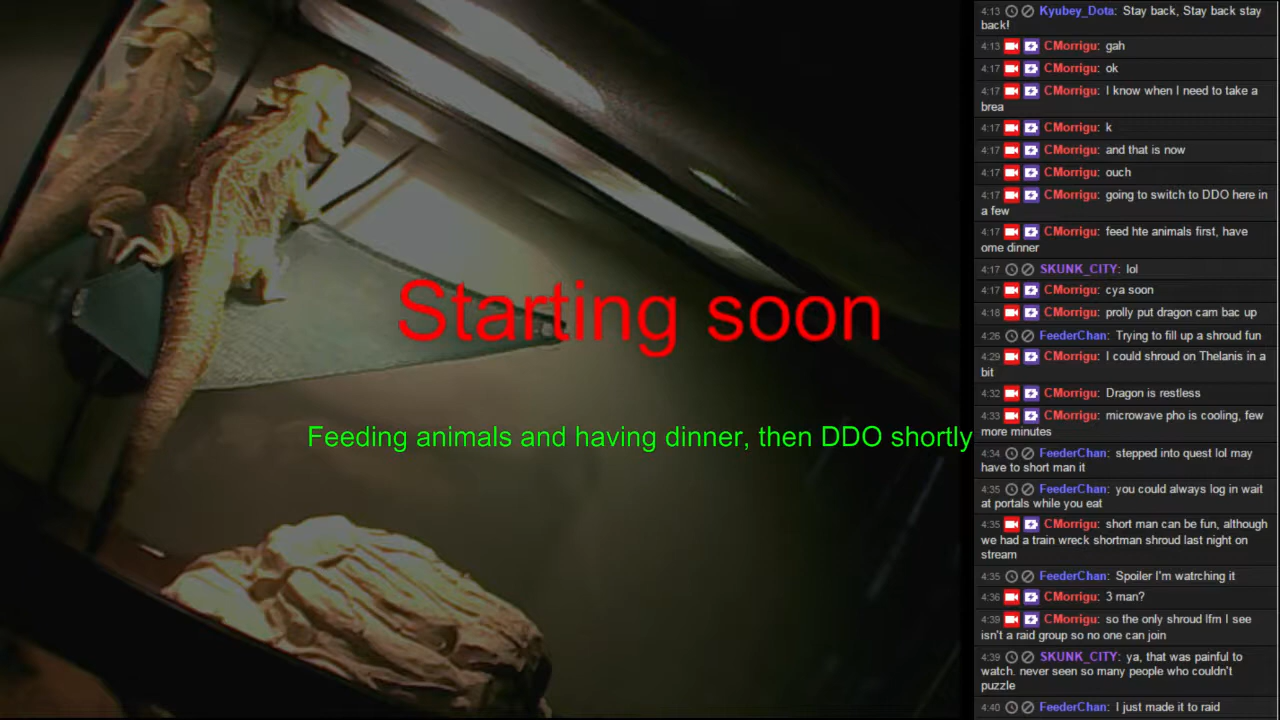 Starting soon
Feeding animals and having dinner, then DDO shortly
4:13 Kyubey_Dota: Stay back, Stay back stay
back!
4:13 CMorrigu: gah
4:17 CMorrigu: ok
4:17 CMorrigu: I know when I need to take a
brea
4:17 CMorrigu: k
4:17 CMorrigu: and that is now
4:17 CMorrigu: ouch
4:17 CMorrigu: going to switch to DDO here in
a few
4:17 CMorrigu: feed hte animals first, have
ome dinner
4:17 SKUNK_CITY: lol
4:17 CMorrigu: cya soon
4:18 CMorrigu: prolly put dragon cam bac up
4:26 FeederChan: Trying to fill up a shroud fun
4:29 CMorrigu: I could shroud on Thelanis in a
bit
4:32 CMorrigu: Dragon is restless
4:33 CMorrigu: microwave pho is cooling, few
more minutes
4:34 FeederChan: stepped into quest lol may
have to short man it
4:35 FeederChan: you could always log in wait
at portals while you eat
4:35 CMorrigu: short man can be fun, although
we had a train wreck shortman shroud last night on
stream
4:35 FeederChan: Spoiler I'm watrching it
4:36 CMorrigu: 3 man?
4:39 CMorrigu: so the only shroud lfm I see
isn't a raid group so no one can join
4:39 SKUNK_CITY: ya, that was painful to
watch. never seen so many people who couldn't
puzzle
4:40 FeederChan: I just made it to raid